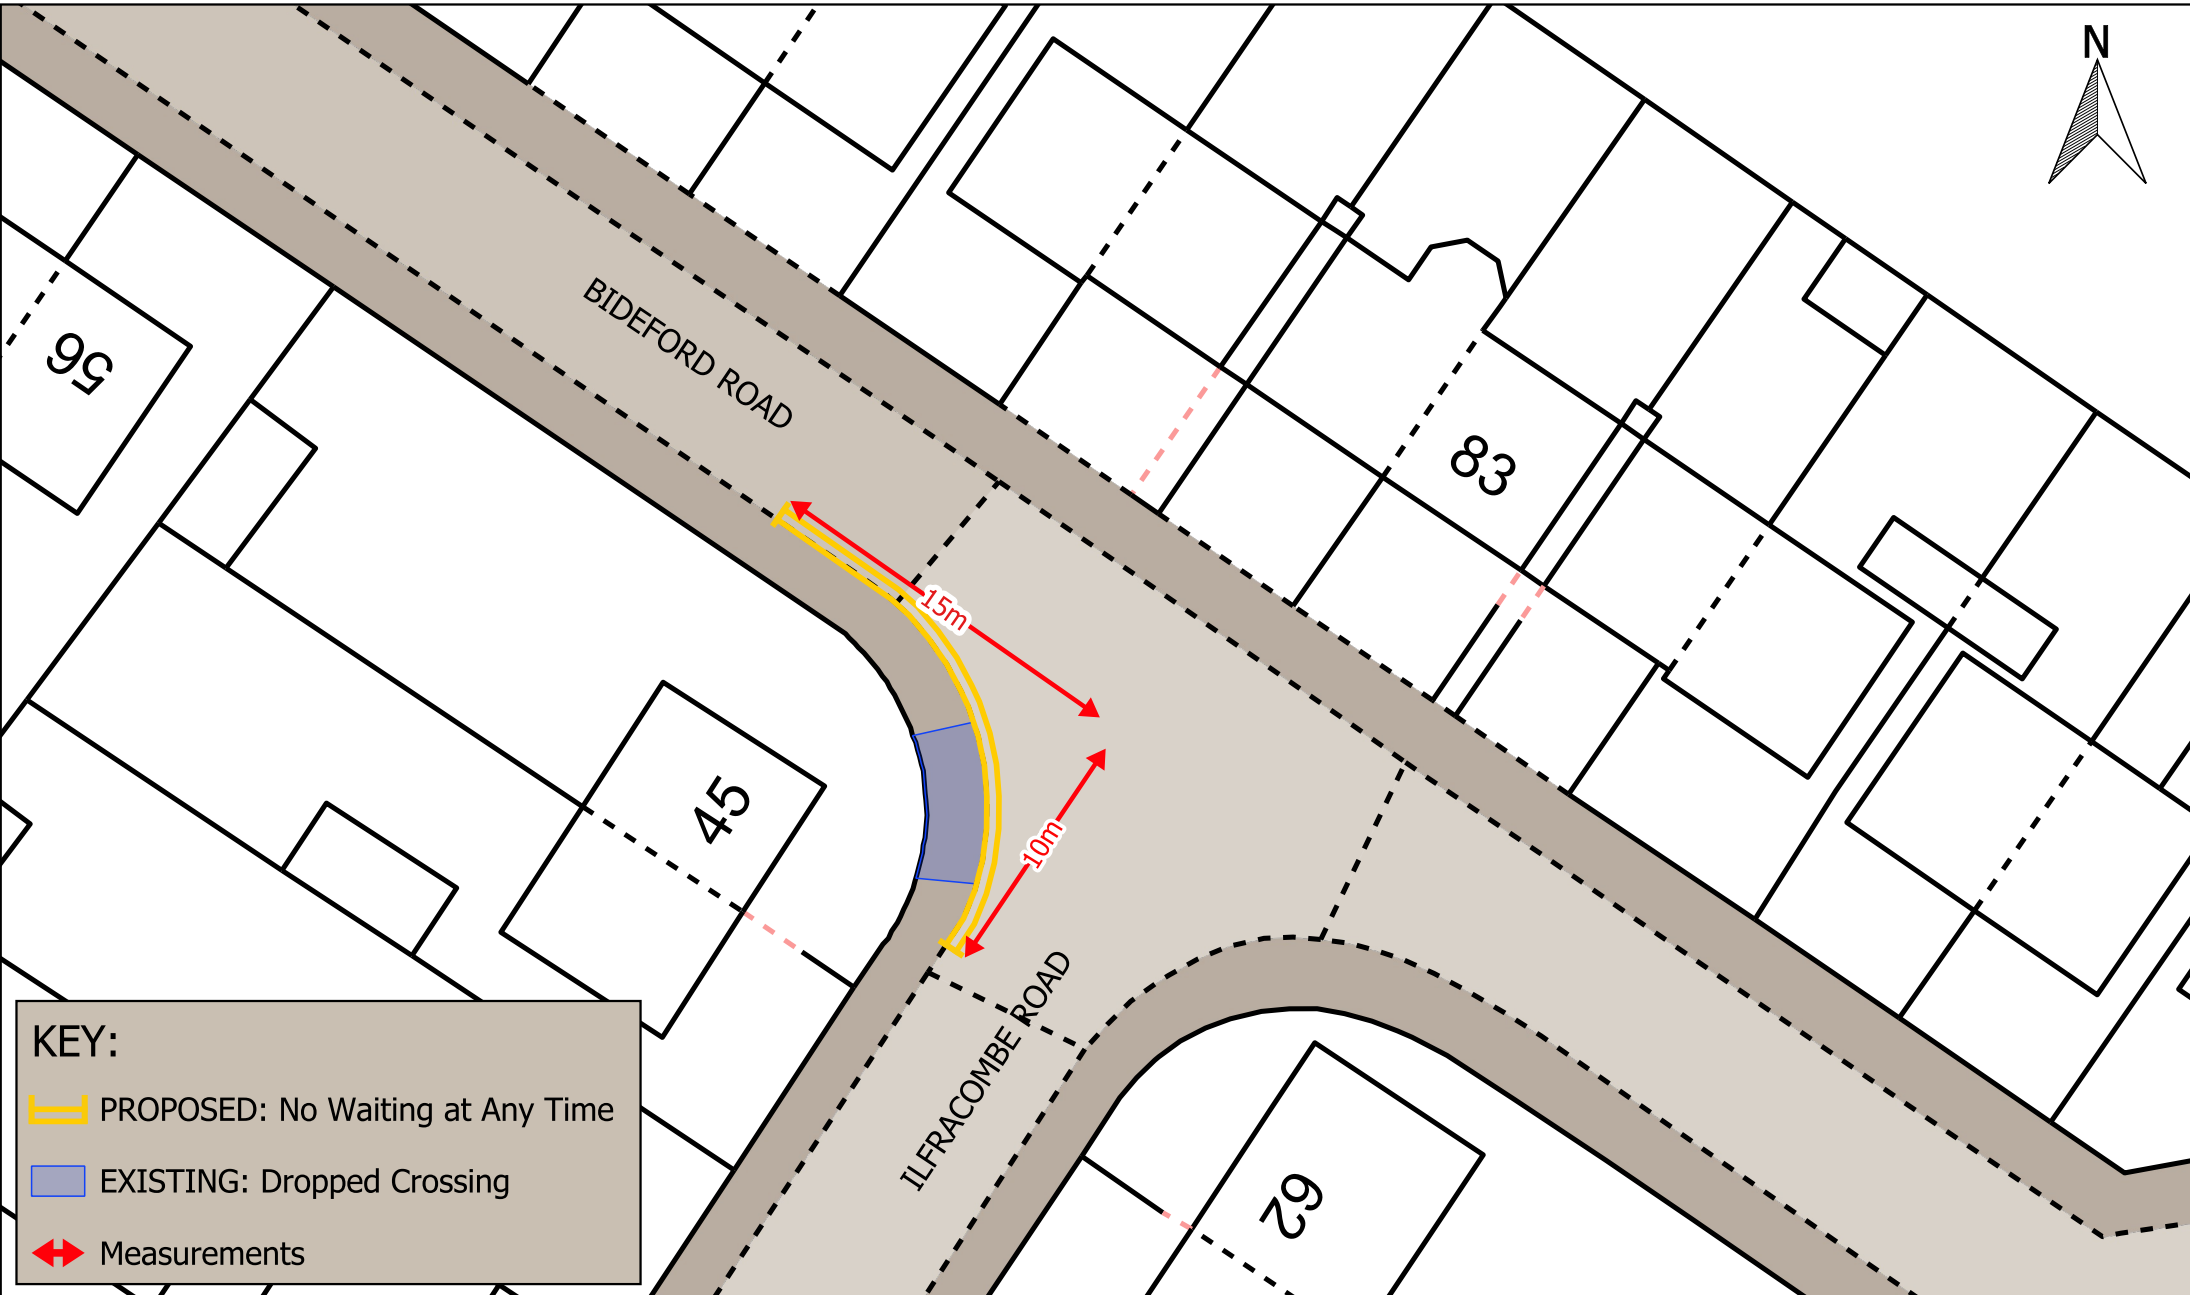 N
BIDEFORD ROAD
56
83
15m
45
10m
ILFRACOMBE ROAD
62
KEY:
PROPOSED: No Waiting at Any Time
EXISTING: Dropped Crossing
Measurements